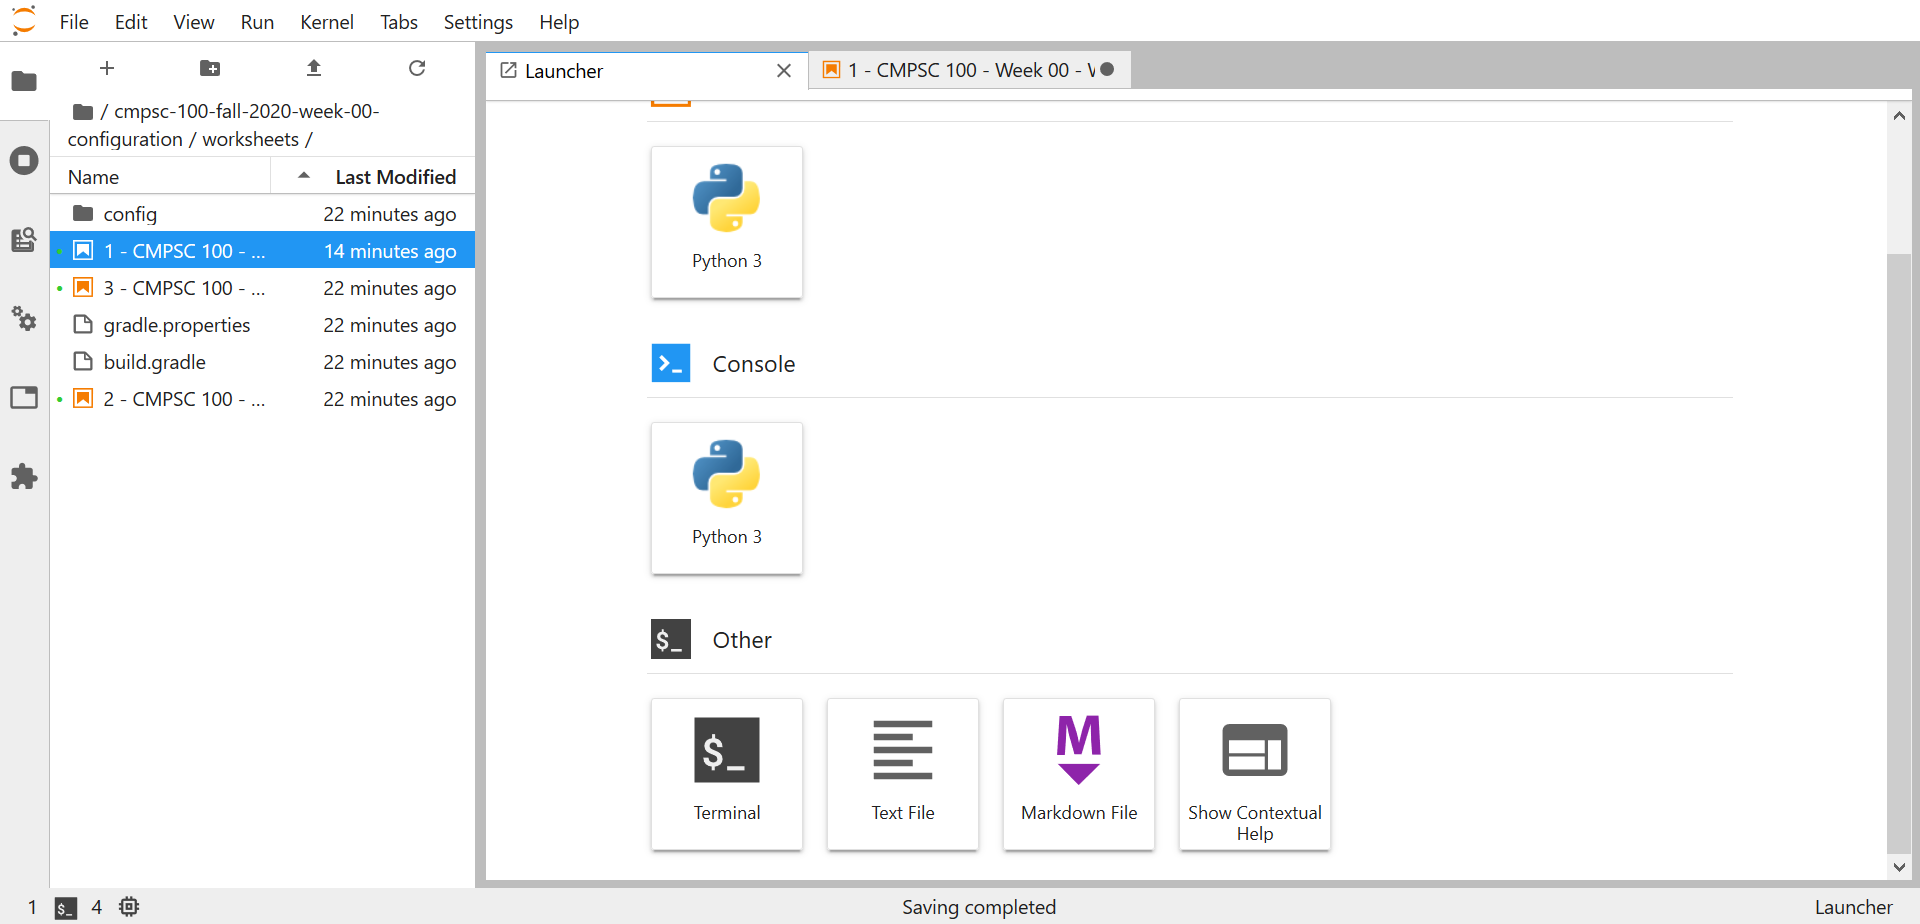 File Edit View Run Kernel Tabs Settings Help
/ cmpsc-100-fall-2020-week-00-
configuration / worksheets /
Name Last Modified
config 22 minutes ago
1 - CMPSC 100 - ... 14 minutes ago
3 - CMPSC 100 - ... 22 minutes ago
gradle.properties 22 minutes ago
build.gradle 22 minutes ago
2 - CMPSC 100 - ... 22 minutes ago
Launcher
1 - CMPSC 100 - Week 00 -
Python 3
>_ Console
Python 3
$_ Other
$_
Terminal
Text File
M
Markdown File
Show Contextual
Help
1 $_ 4
Saving completed
Launcher